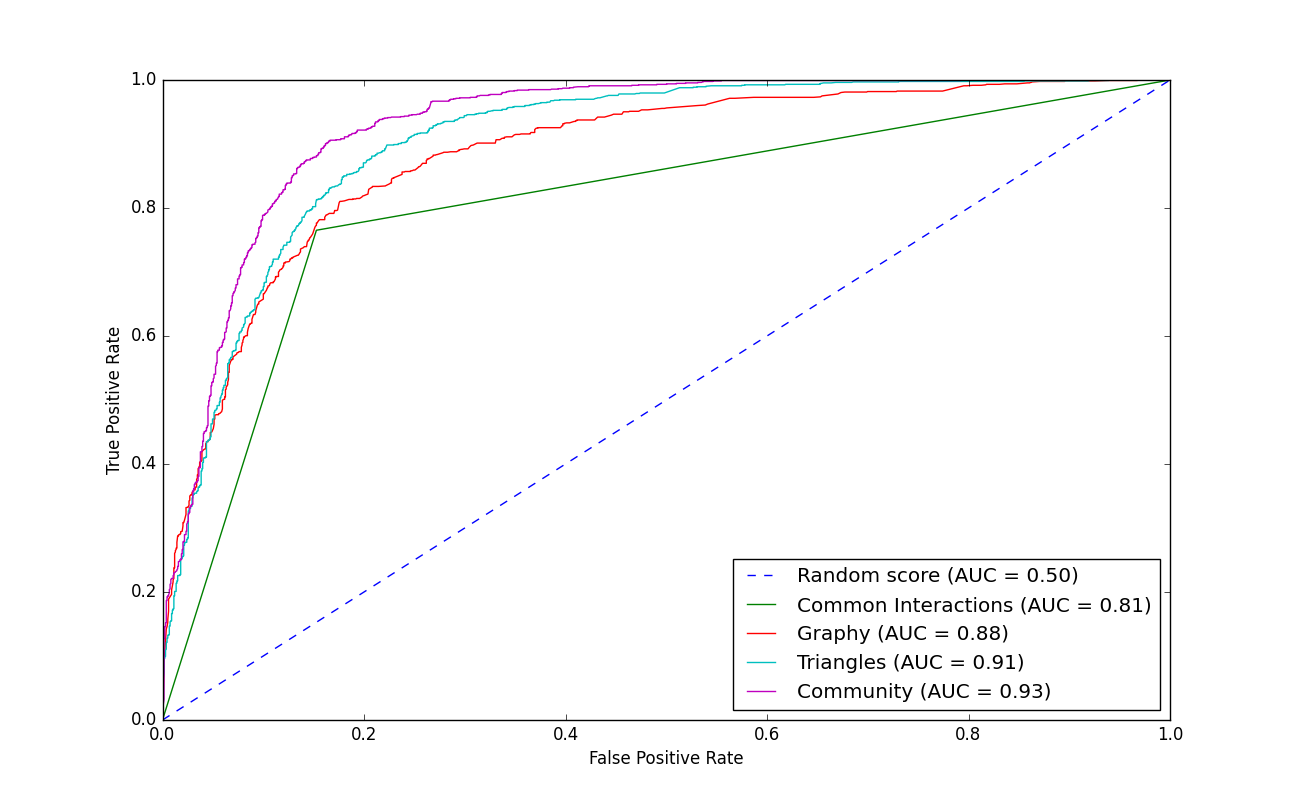 1.0
0.8
0.6
0.4
0.2
0.0
True Positive Rate
Random score (AUC = 0.50)
Common Interactions (AUC = 0.81)
Graphy (AUC = 0.88)
Triangles (AUC = 0.91)
Community (AUC = 0.93)
0.0 0.2 0.4 0.6 0.8 1.0
False Positive Rate